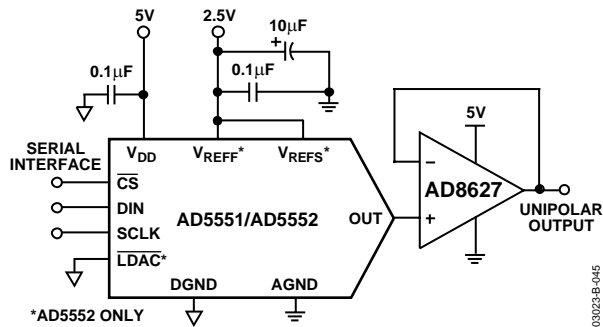 5V
2.5V
10µF
+
0.1µF
0.1µF
SERIAL
INTERFACE
VDD
VREFF*
VREFS*
5V
CS
DIN
SCLK
LDAC*
AD5551/AD5552
OUT
−
+
AD8627
UNIPOLAR
OUTPUT
DGND
AGND
*AD5552 ONLY
03023-B-045